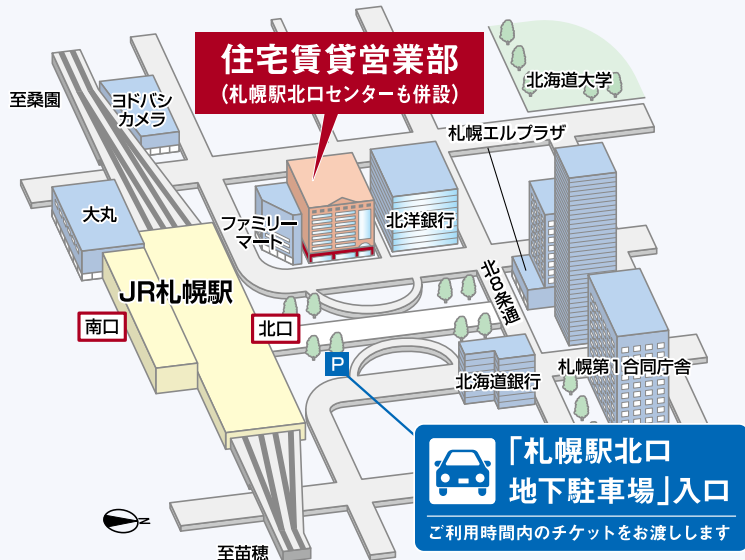 住宅賃貸営業部
(札幌駅北口センターも併設)
北海道大学
至桑園
ヨドバシ
カメラ
札幌エルプラザ
大丸
ファミリー
マート
北洋銀行
JR札幌駅
北8条通
南口
北口
P
北海道銀行
札幌第1合同庁舎
「札幌駅北口
地下駐車場」入口
ご利用時間内のチケットをお渡しします
N
至苗穂